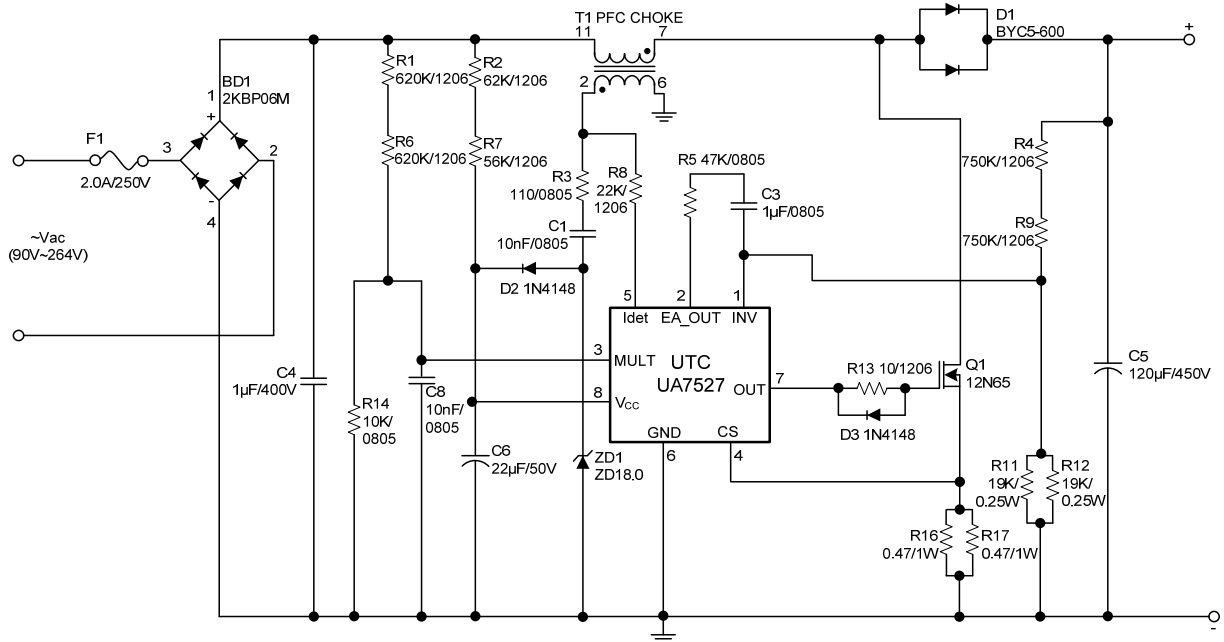 T1 PFC CHOKE
11
7
D1
BYC5-600
+
R1
620K/1206
R2
62K/1206
2
6
BD1
2KBP06M
1
+
F1
3
2
2.0A/250V
-
4
R6
620K/1206
R7
56K/1206
R3
110/0805
R8
22K/
1206
R5 47K/0805
C3
1µF/0805
R4
750K/1206
R9
750K/1206
C1
10nF/0805
~Vac
(90V~264V)
D2 1N4148
5
2
1
Idet
EA_OUT
INV
C4
1µF/400V
3
MULT
UTC
UA7527
R13 10/1206
Q1
12N65
C5
120µF/450V
C8
10nF/
0805
7
OUT
R14
10K/
0805
8
VCC
D3 1N4148
GND
CS
6
4
C6
22µF/50V
ZD1
ZD18.0
R11
19K/
0.25W
R12
19K/
0.25W
R16
0.47/1W
R17
0.47/1W
-